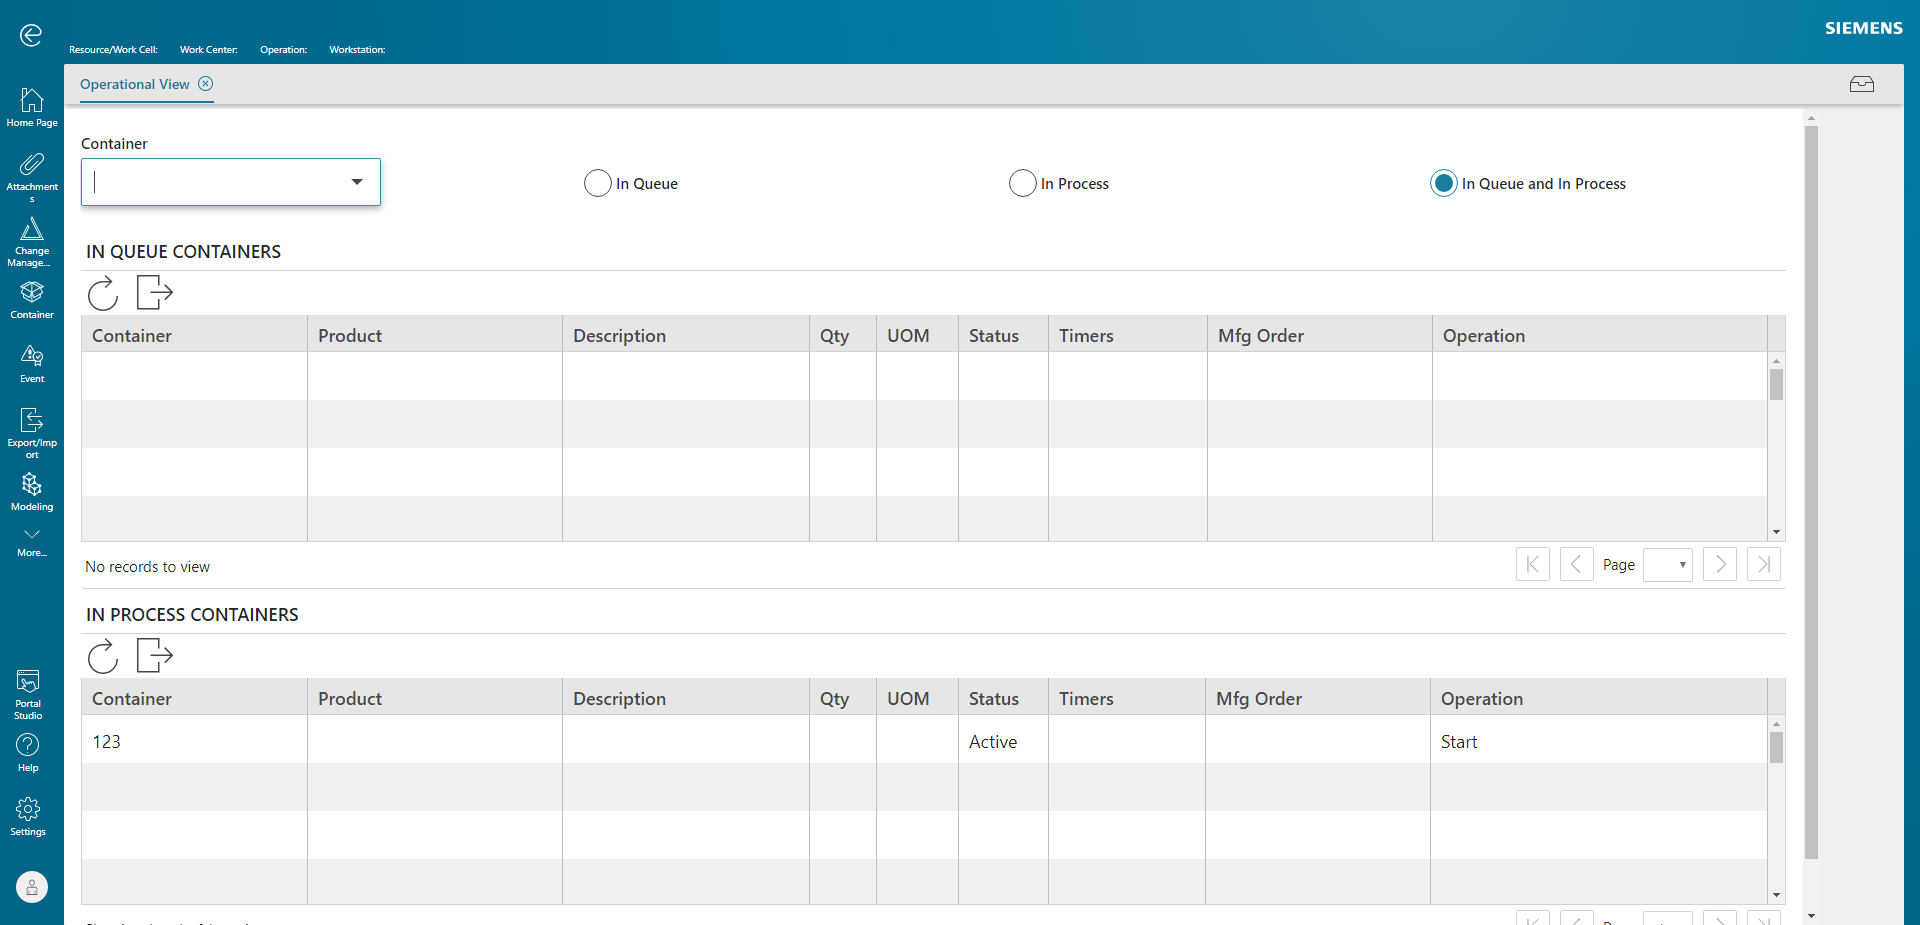 SIEMENS
Resource/Work Cell: Work Center: Operation: Workstation:
Operational View
Home Page
Attachment
s
Change
Manage...
Container
Event
Export/Imp
ort
Modeling
More...
Portal
Studio
Help
Settings
Container
In Queue
In Process
In Queue and In Process
IN QUEUE CONTAINERS
Container Product Description Qty UOM Status Timers Mfg Order Operation
No records to view
Page
IN PROCESS CONTAINERS
Container Product Description Qty UOM Status Timers Mfg Order Operation
123 Active Start